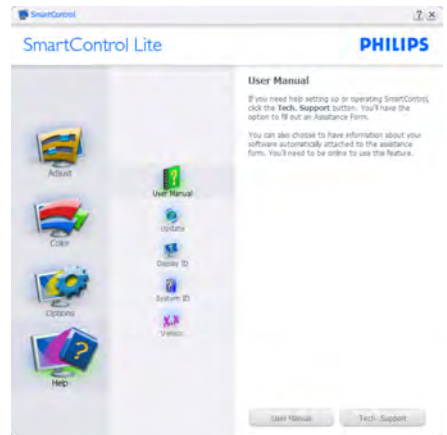 SmartControl
? ×
SmartControl Lite
PHILIPS
Adjust
Color
Options
Help
User Manual
Update
Display ID
System ID
Version
User Manual
If you need help setting up or operating SmartControl,
click the Tech. Support button. You'll have the
option to fill out an Assistance Form.
You can also choose to have information about your
software automatically attached to the assistance
form. You'll need to be online to use this feature.
User Manual
Tech. Support